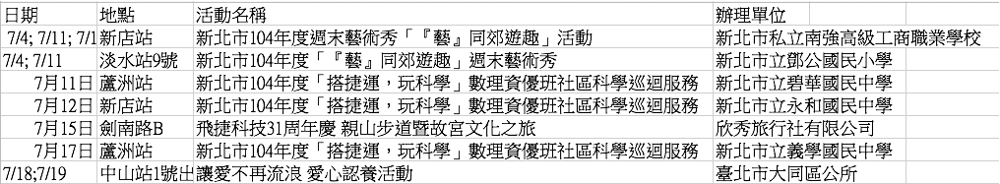 日期 地點 活動名稱 辦理單位
7/4; 7/11; 7/1 新店站 新北市104年度週末藝術秀「『藝』同郊遊趣」活動 新北市私立南強高級工商職業學校
7/4; 7/11 淡水站9號 新北市104年度「『藝』同郊遊趣」週末藝術秀 新北市立鄧公國民小學
7月11日 蘆洲站 新北市104年度「搭捷運，玩科學」數理資優班社區科學巡迴服務 新北市立碧華國民中學
7月12日 新店站 新北市104年度「搭捷運，玩科學」數理資優班社區科學巡迴服務 新北市立永和國民中學
7月15日 劍南路B 飛捷科技31周年慶 親山步道暨故宮文化之旅 欣秀旅行社有限公司
7月17日 蘆洲站 新北市104年度「搭捷運，玩科學」數理資優班社區科學巡迴服務 新北市立義學國民中學
7/18;7/19 中山站1號出 讓愛不再流浪 愛心認養活動 臺北市大同區公所